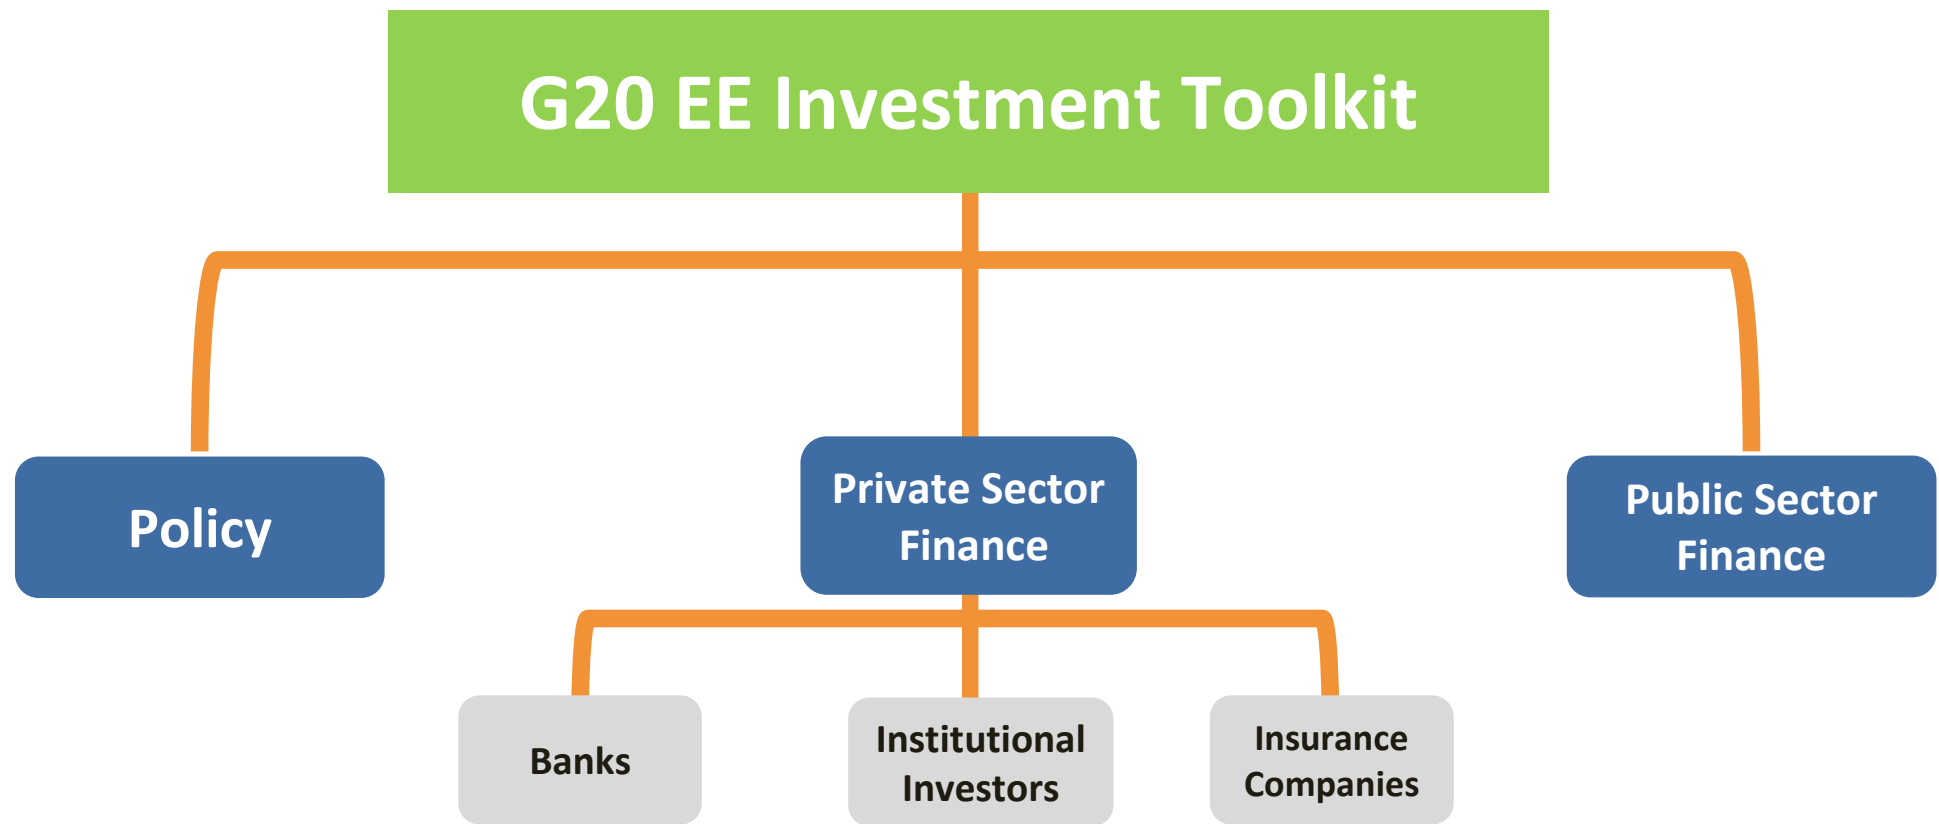 G20 EE Investment Toolkit
Policy
Private Sector
Finance
Public Sector
Finance
Banks
Institutional
Investors
Insurance
Companies